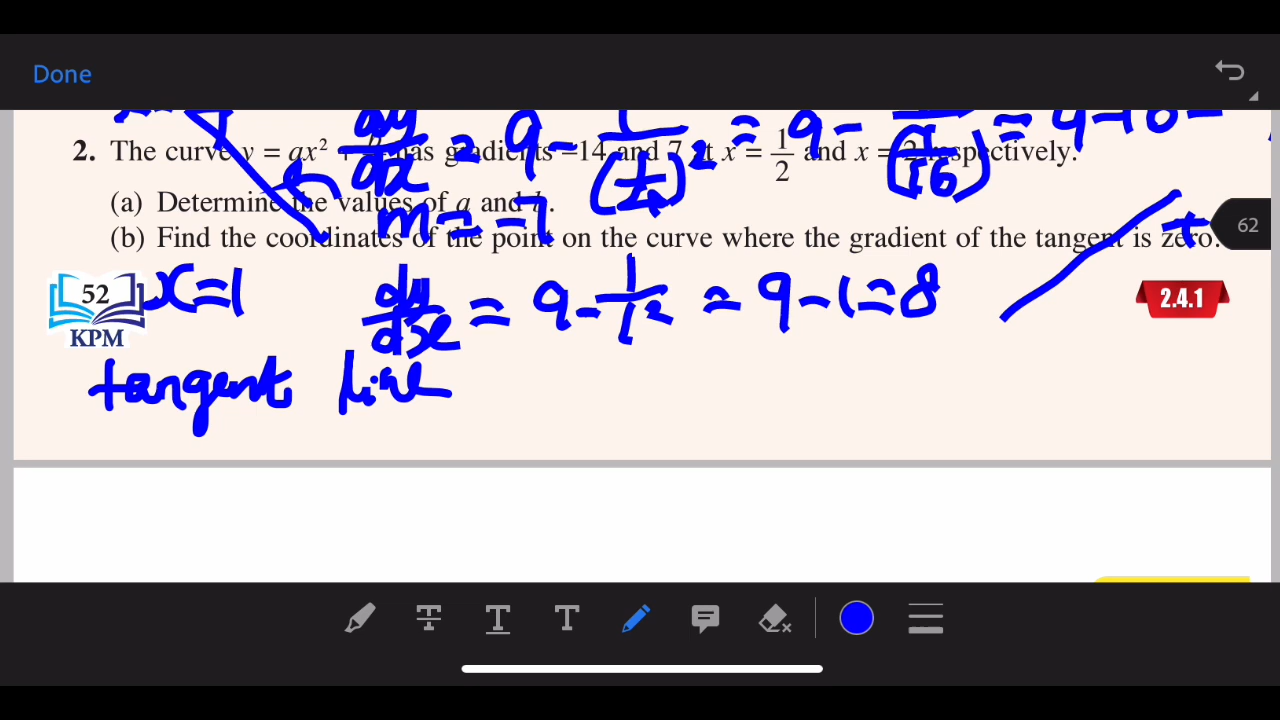 Done
2. The curve y = ax² + has gradients −14 and 7 at x = 1/2 and x = 2 respectively.
dy/dx = 9 - 1/(1/4)² = 9 - = 9-16 =
(a) Determine the values of a and b.
m = -7
62
(b) Find the coordinates of the point on the curve where the gradient of the tangent is zero.
+
52
KPM
x=1 dy/dx = 9 - 1/1² = 9-1=8
2.4.1
tangent line
T T T